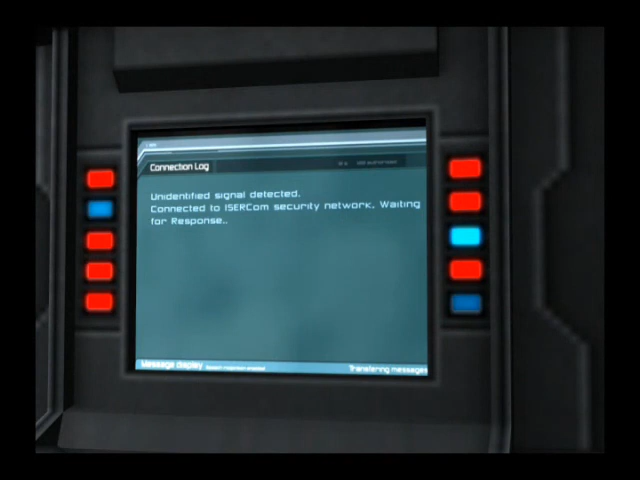 Connection Log
Unidentified signal detected.
Connected to ISERCom security network, Waiting
for Response..
Message display
Transferring messages